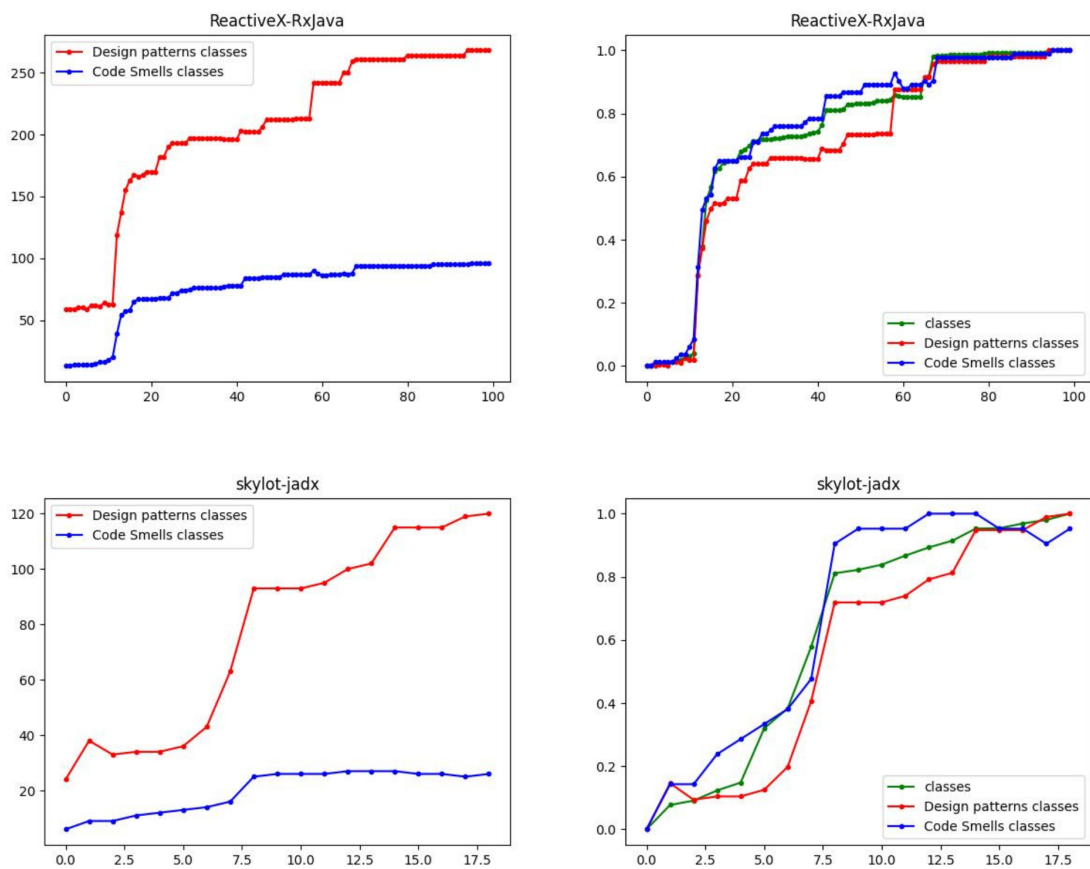 ReactiveX-RxJava
Design patterns classes
Code Smells classes
250
200
150
100
50
0 20 40 60 80 100
ReactiveX-RxJava
1.0
0.8
0.6
0.4
0.2
0.0
classes
Design patterns classes
Code Smells classes
0 20 40 60 80 100
skylot-jadx
Design patterns classes
Code Smells classes
120
100
80
60
40
20
0.0 2.5 5.0 7.5 10.0 12.5 15.0 17.5
skylot-jadx
1.0
0.8
0.6
0.4
0.2
0.0
classes
Design patterns classes
Code Smells classes
0.0 2.5 5.0 7.5 10.0 12.5 15.0 17.5